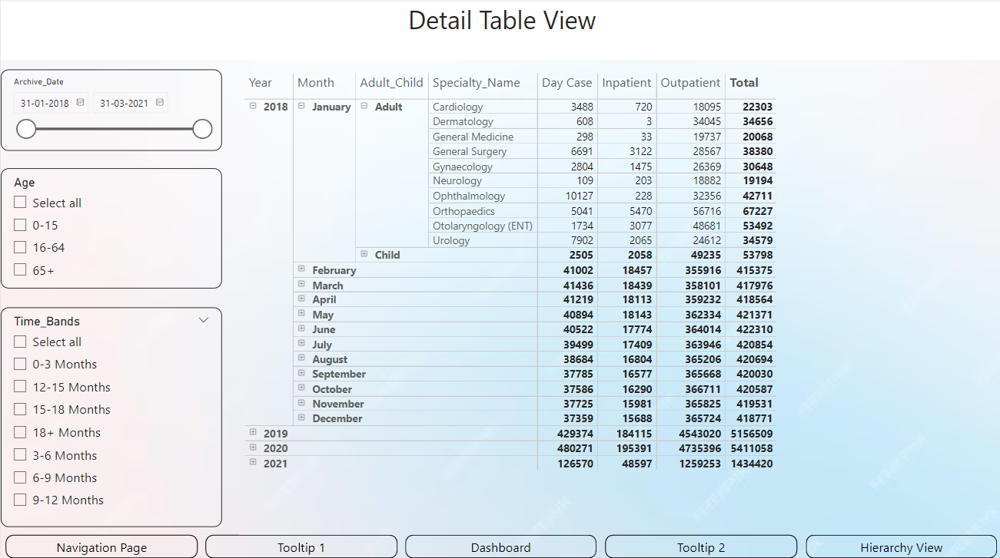 Detail Table View
Archive_Date
31-01-2018 31-03-2021
Age
Select all
0-15
16-64
65+
Time_Bands
Select all
0-3 Months
12-15 Months
15-18 Months
18+ Months
3-6 Months
6-9 Months
9-12 Months
Year Month Adult_Child Specialty_Name Day Case Inpatient Outpatient Total
2018 January Adult Cardiology 3488 720 18095 22303
Dermatology 608 3 34045 34656
General Medicine 298 33 19737 20068
General Surgery 6691 3122 28567 38380
Gynaecology 2804 1475 26369 30648
Neurology 109 203 18882 19194
Ophthalmology 10127 228 32356 42711
Orthopaedics 5041 5470 56716 67227
Otolaryngology (ENT) 1734 3077 48681 53492
Urology 7902 2065 24612 34579
Child 2505 2058 49235 53798
February 41002 18457 355916 415375
March 41436 18439 358101 417976
April 41219 18113 359232 418564
May 40894 18143 362334 421371
June 40522 17774 364014 422310
July 39499 17409 363946 420854
August 38684 16804 365206 420694
September 37785 16577 365668 420030
October 37586 16290 366711 420587
November 37725 15981 365825 419531
December 37359 15688 365724 418771
2019 429374 184115 4543020 5156509
2020 480271 195391 4735396 5411058
2021 126570 48597 1259253 1434420
Navigation Page Tooltip 1 Dashboard Tooltip 2 Hierarchy View